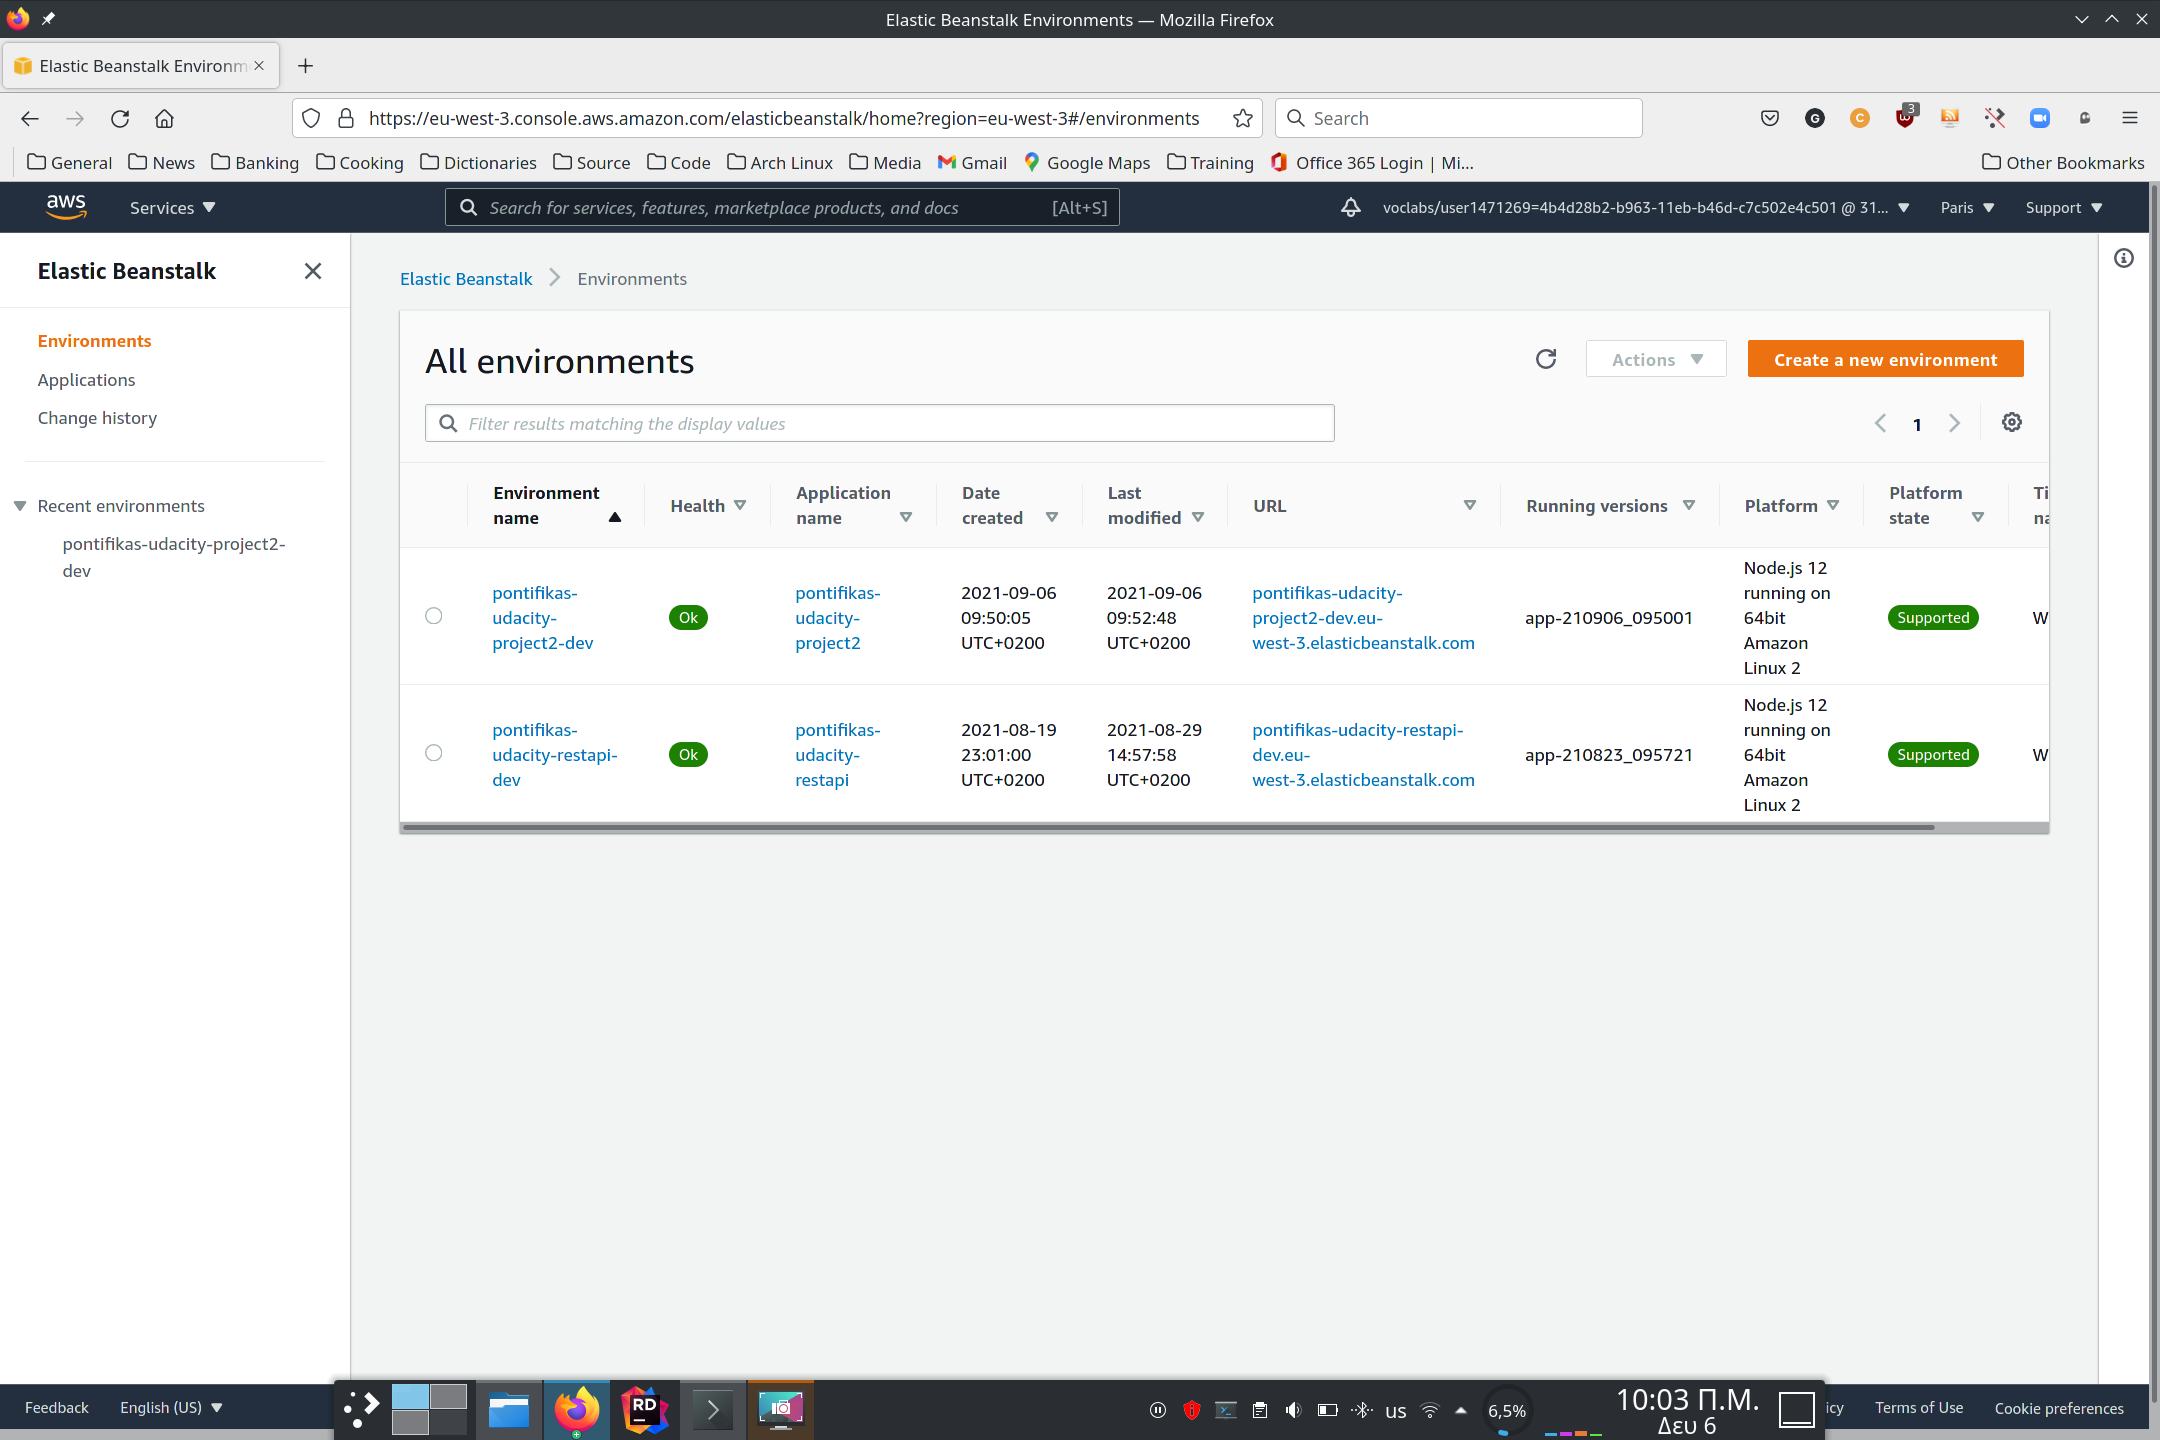 Elastic Beanstalk Environments — Mozilla Firefox
Elastic Beanstalk Environm
https://eu-west-3.console.aws.amazon.com/elasticbeanstalk/home?region=eu-west-3#/environments
Search
3
General News Banking Cooking Dictionaries Source Code Arch Linux Media Gmail Google Maps Training Office 365 Login | Mi... Other Bookmarks
aws Services Search for services, features, marketplace products, and docs [Alt+S] voclabs/user1471269=4b4d28b2-b963-11eb-b46d-c7c502e4c501 @ 31... Paris Support
Elastic Beanstalk
Environments
Applications
Change history
Recent environments
pontifikas-udacity-project2-
dev
Elastic Beanstalk Environments
All environments
Actions
Create a new environment
Filter results matching the display values
1
Environment
name
Health
Application
name
Date
created
Last
modified
URL
Running versions
Platform
Platform
state
Ti
na
pontifikas-
udacity-
project2-dev
Ok
pontifikas-
udacity-
project2
2021-09-06
09:50:05
UTC+0200
2021-09-06
09:52:48
UTC+0200
pontifikas-udacity-
project2-dev.eu-
west-3.elasticbeanstalk.com
app-210906_095001
Node.js 12
running on
64bit
Amazon
Linux 2
Supported
W
pontifikas-
udacity-restapi-
dev
Ok
pontifikas-
udacity-
restapi
2021-08-19
23:01:00
UTC+0200
2021-08-29
14:57:58
UTC+0200
pontifikas-udacity-restapi-
dev.eu-
west-3.elasticbeanstalk.com
app-210823_095721
Node.js 12
running on
64bit
Amazon
Linux 2
Supported
W
Feedback English (US)
RD
us
6,5%
10:03 Π.Μ.
Δευ 6
icy Terms of Use Cookie preferences